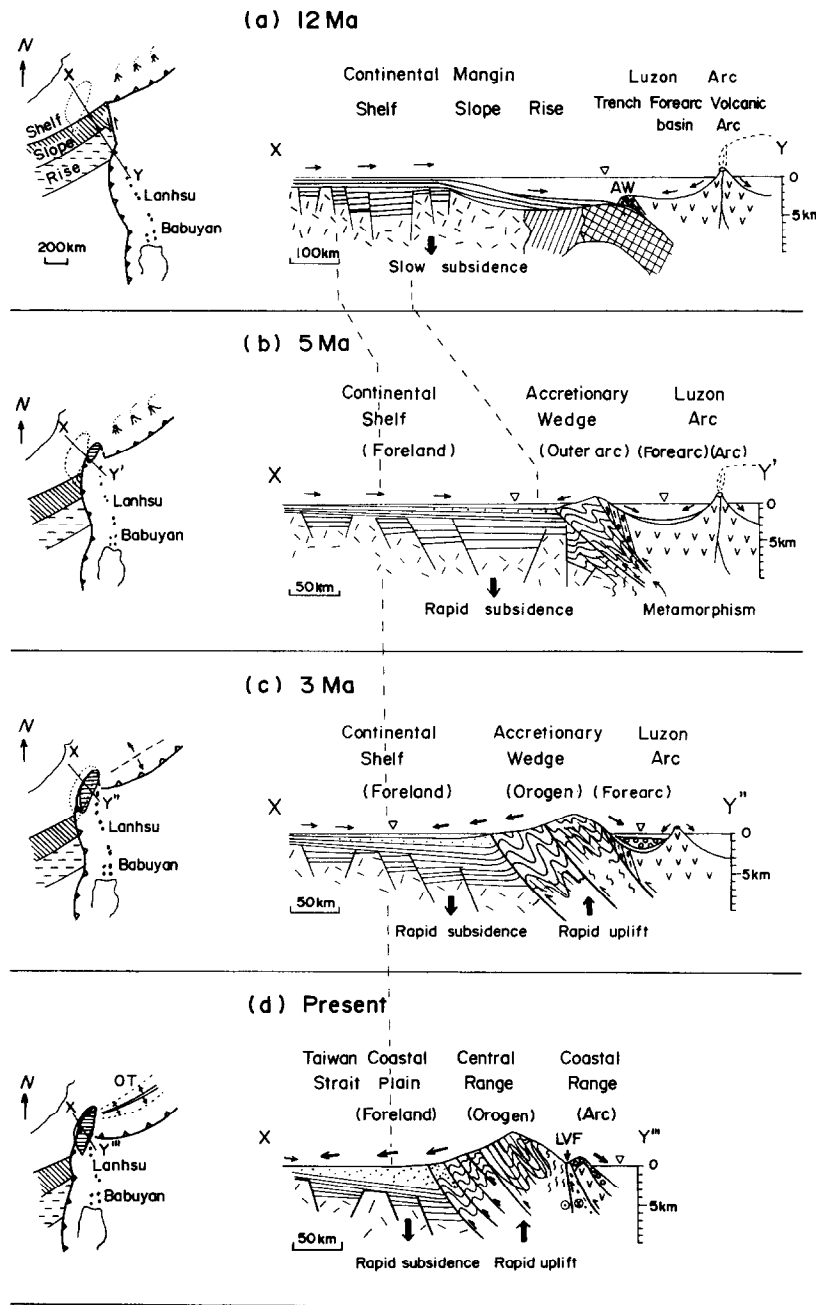 (a) 12 Ma
N
X
Shelf
Slope
Rise
Y
Lanhsu
Babuyan
200km
Continental Mangin
Shelf Slope Rise
Luzon Arc
Trench Forearc basin Volcanic Arc
X
Y
AW
0
5km
100km
Slow subsidence
(b) 5 Ma
N
X
Y'
Lanhsu
Babuyan
Continental Shelf
(Foreland)
Accretionary Wedge
(Outer arc)
Luzon Arc
(Forearc) (Arc)
X
Y'
0
5km
50km
Rapid subsidence
Metamorphism
(c) 3 Ma
N
X
Y"
Lanhsu
Babuyan
Continental Shelf
(Foreland)
Accretionary Wedge
(Orogen)
Luzon Arc
(Forearc)
X
Y"
0
5km
50km
Rapid subsidence
Rapid uplift
(d) Present
N
OT
X
Y"'
Lanhsu
Babuyan
Taiwan Strait
Coastal Plain
(Foreland)
Central Range
(Orogen)
Coastal Range
(Arc)
X
LVF
Y"'
0
5km
50km
Rapid subsidence
Rapid uplift